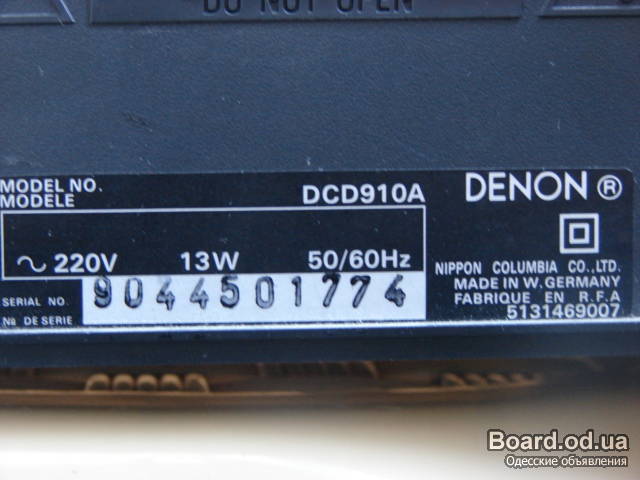 DO NOT OPEN
MODEL NO.
MODELE
DCD910A
DENON ®
~ 220V 13W 50/60Hz
SERIAL NO.
№ DE SERIE
9044501774
NIPPON COLUMBIA CO.,LTD.
MADE IN W.GERMANY
FABRIQUE EN R.F.A
5131469007
Board.od.ua
Одесские объявления